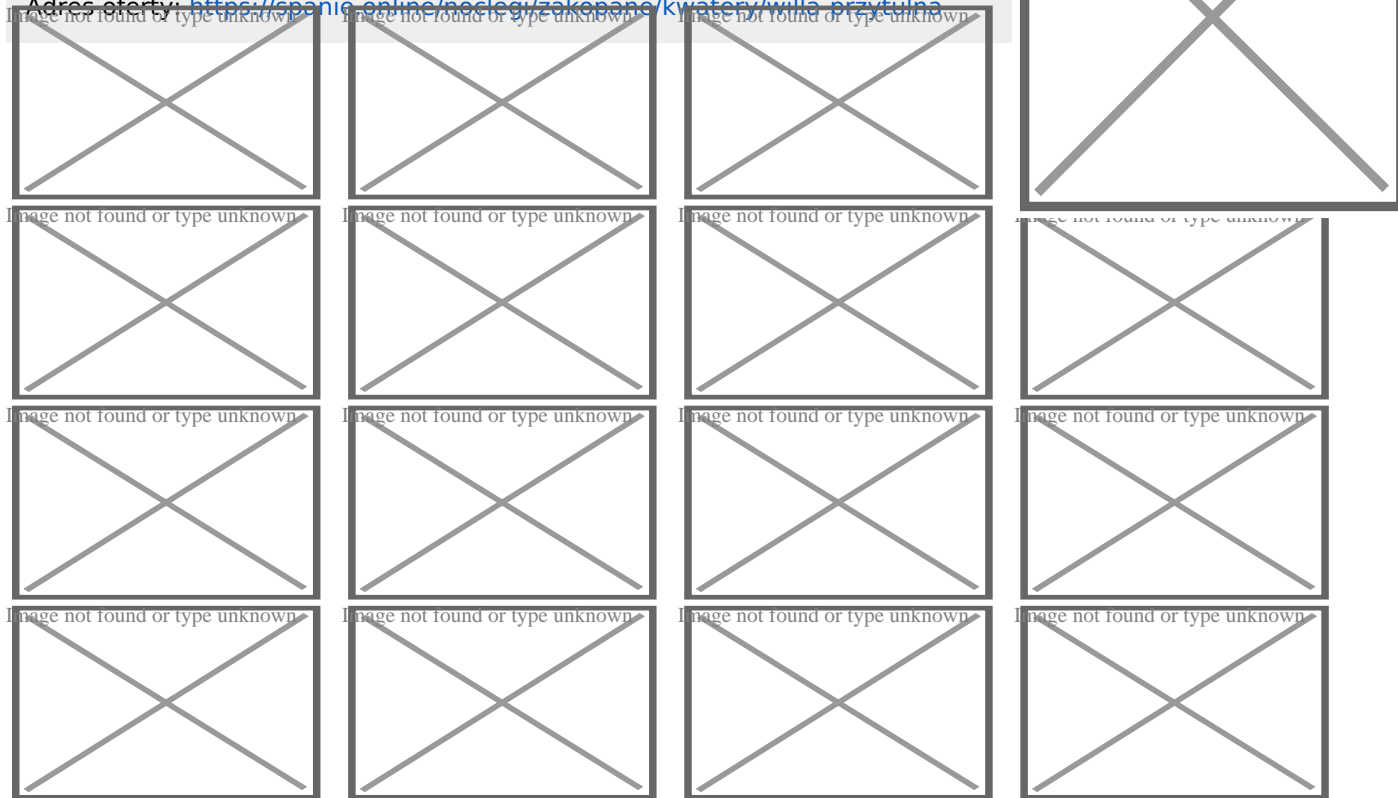 Adres oferty: https://spanie.online/noclegi/zakopane/kwatery/willa-przytulna
Image not found or type unknown Image not found or type unknown Image not found or type unknown
Image not found or type unknown Image not found or type unknown Image not found or type unknown Image not found or type unknown
Image not found or type unknown Image not found or type unknown Image not found or type unknown Image not found or type unknown
Image not found or type unknown Image not found or type unknown Image not found or type unknown Image not found or type unknown